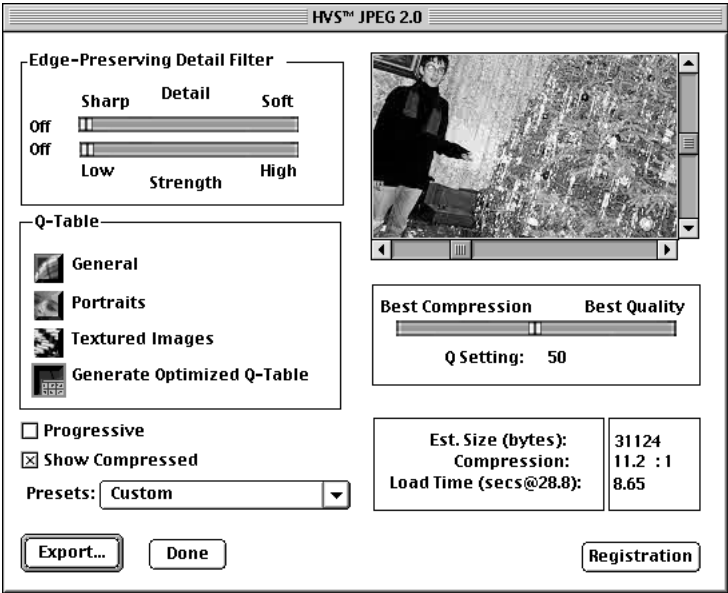 HVS™ JPEG 2.0
Edge-Preserving Detail Filter
Sharp Detail Soft
Off
Off
Low Strength High
Q-Table
General
Portraits
Textured Images
Generate Optimized Q-Table
Progressive
Show Compressed
Presets: Custom
Export... Done
Best Compression Best Quality
Q Setting: 50
Est. Size (bytes): 31124
Compression: 11.2 : 1
Load Time (secs@28.8): 8.65
Registration